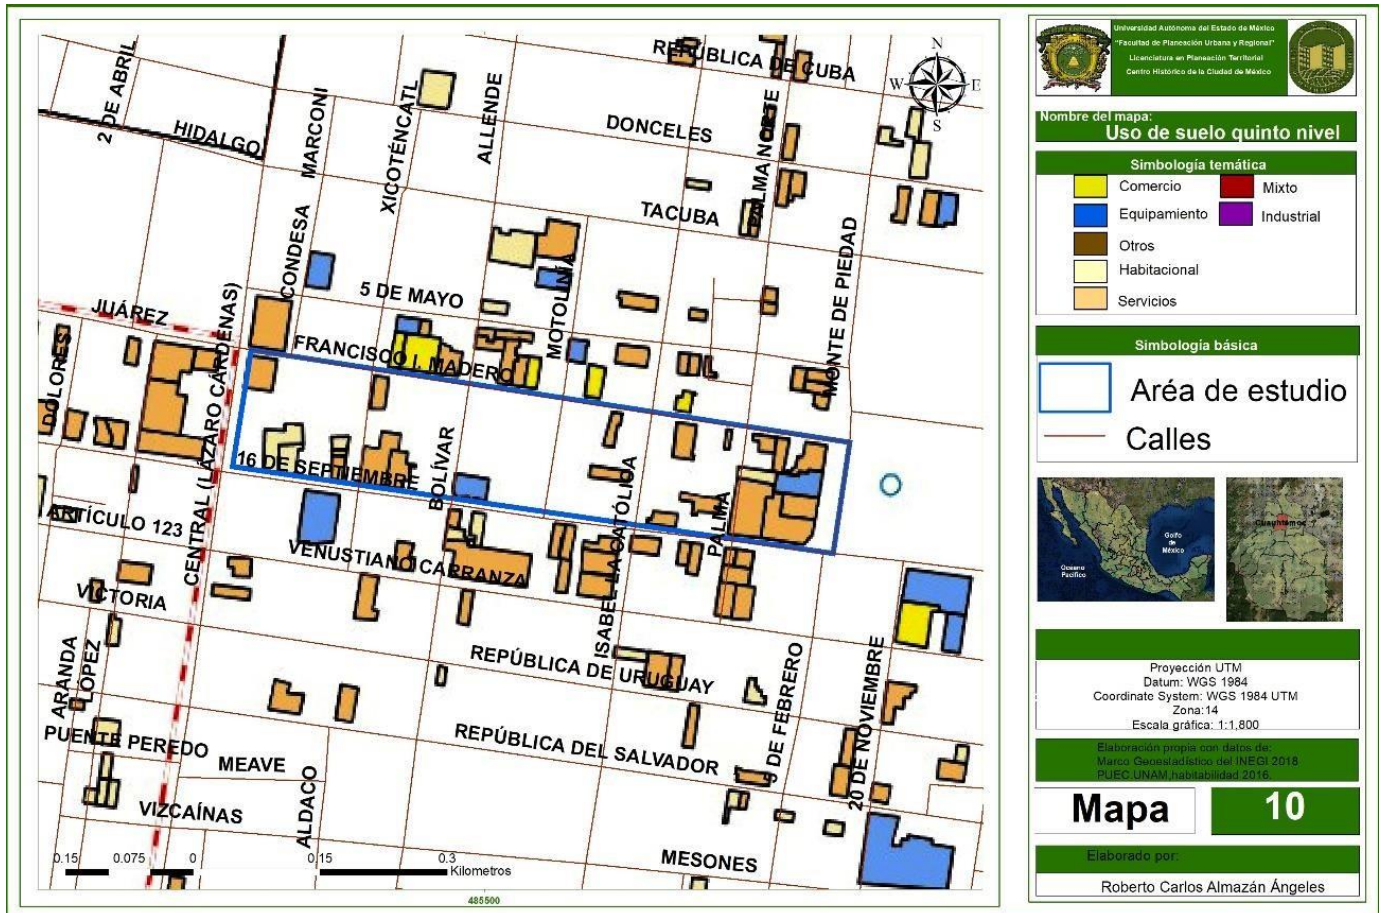 REPÚBLICA DE CUBA
N
W
E
S
2 DE ABRIL
HIDALGO
MARCONI
XICOTÉNCATL
ALLENDE
DONCELES
PALMA NORTE
TACUBA
CONDESA
MOTOLINÍA
MONTE DE PIEDAD
5 DE MAYO
JUÁREZ
DOLORES
CENTRAL (LÁZARO CÁRDENAS)
FRANCISCO I. MADERO
BOLÍVAR
16 DE SEPTIEMBRE
ISABEL LA CATÓLICA
PALMA
ARTÍCULO 123
VENUSTIANO CARRANZA
VICTORIA
ARANDA
LÓPEZ
REPÚBLICA DE URUGUAY
5 DE FEBRERO
20 DE NOVIEMBRE
PUENTE PEREDO
MEAVE
REPÚBLICA DEL SALVADOR
ALDACO
VIZCAÍNAS
MESONES
0.15 0.075 0 0.15 0.3
Kilometros
485500
Universidad Autónoma del Estado de México
"Facultad de Planeación Urbana y Regional"
Licenciatura en Planeación Territorial
Centro Histórico de la Ciudad de México
Nombre del mapa:
Uso de suelo quinto nivel
Simbología temática
Comercio Mixto
Equipamiento Industrial
Otros
Habitacional
Servicios
Simbología básica
Aréa de estudio
Calles
Golfo
de
México
Océano
Pacífico
Cuauhtémoc
Proyección UTM
Datum: WGS 1984
Coordinate System: WGS 1984 UTM
Zona:14
Escala gráfica: 1:1,800
Elaboración propia con datos de:
Marco Geoestadístico del INEGI 2018
PUEC.UNAM,habitabilidad 2016.
Mapa 10
Elaborado por:
Roberto Carlos Almazán Ángeles